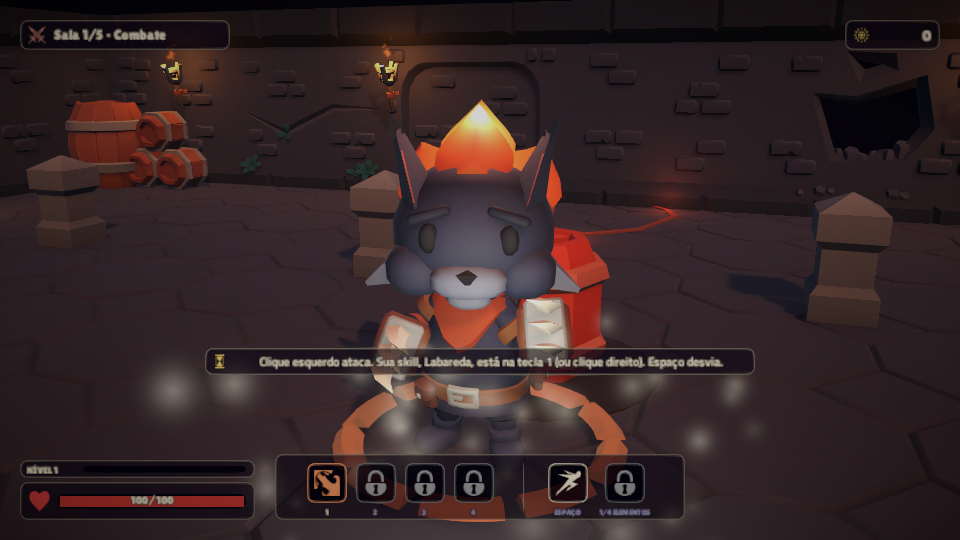 Sala 1/5 - Combate
0
Clique esquerdo ataca. Sua skill, Labareda, está na tecla 1 (ou clique direito). Espaço desvia.
NÍVEL 1
100/100
1
2
3
4
ESPAÇO
1/4 ELEMENTOS